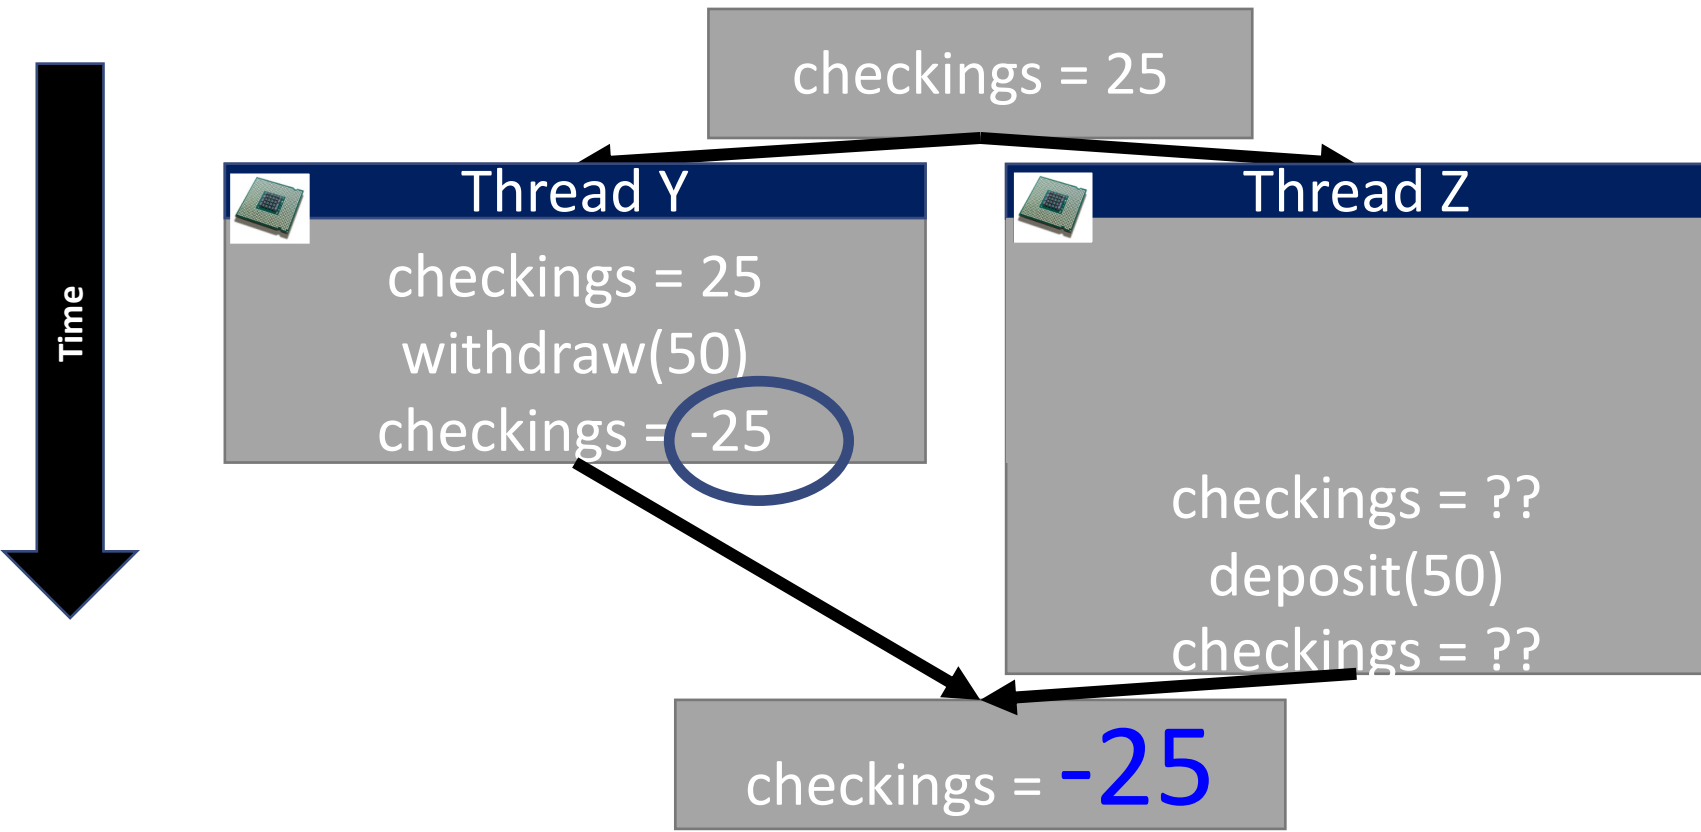 checkings = 25
Time
Thread Y
checkings = 25
withdraw(50)
checkings = -25
Thread Z
checkings = ??
deposit(50)
checkings = ??
checkings = -25